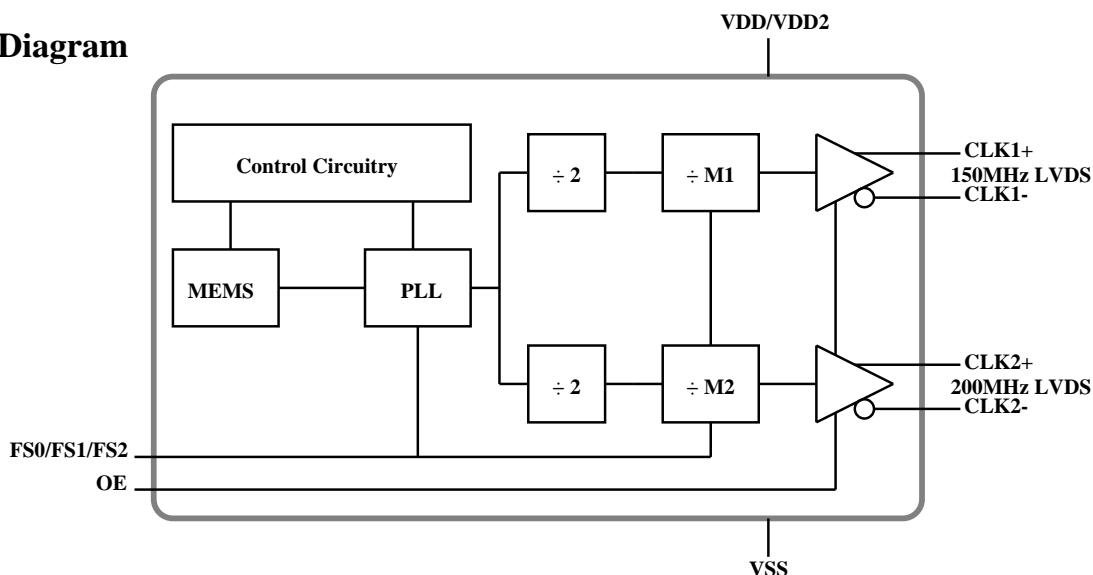 Diagram
VDD/VDD2
Control Circuitry
÷ 2
÷ M1
CLK1+
150MHz LVDS
CLK1-
MEMS
PLL
÷ 2
÷ M2
CLK2+
200MHz LVDS
CLK2-
FS0/FS1/FS2
OE
VSS